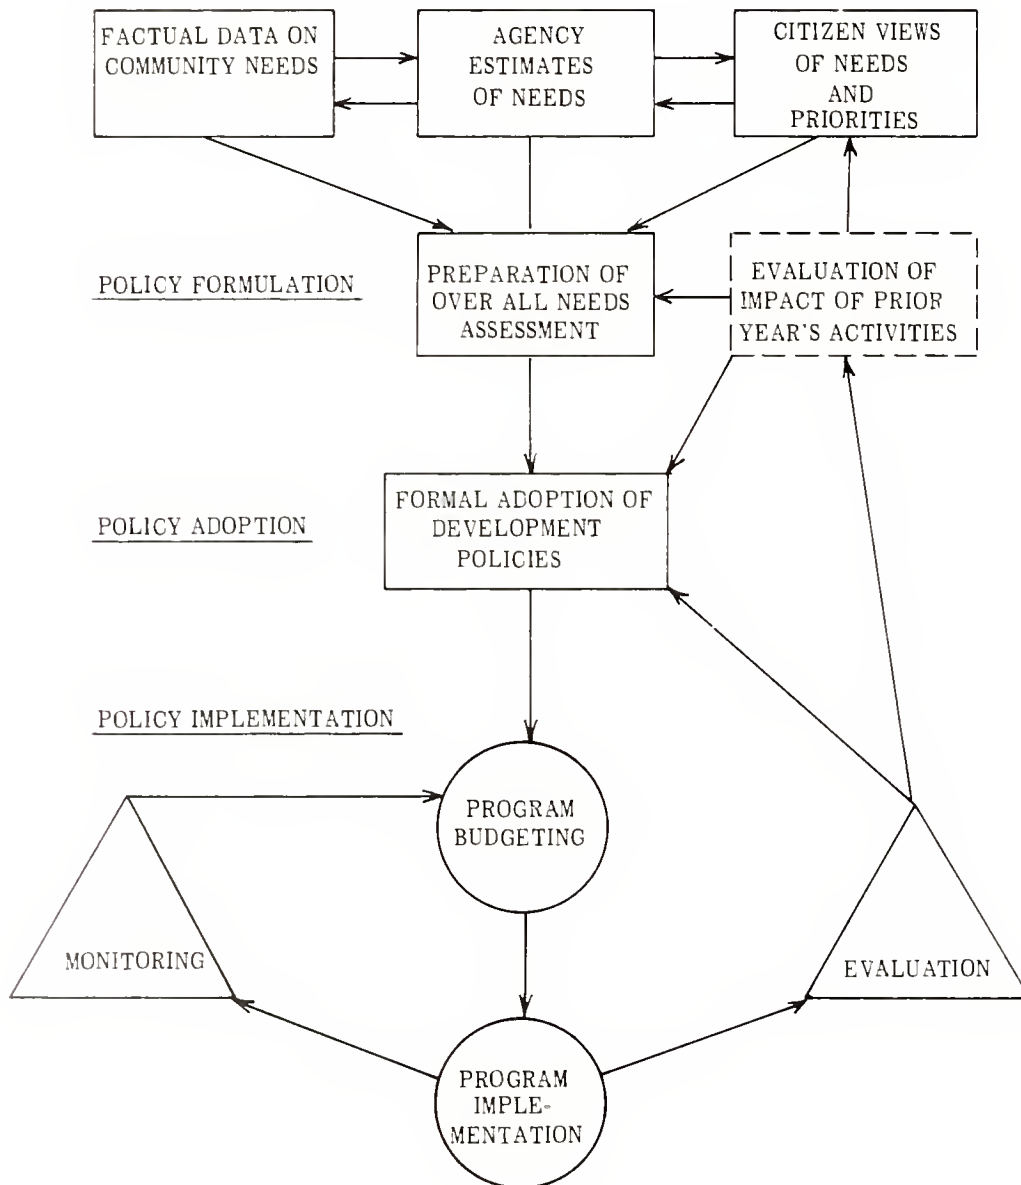 FACTUAL DATA ON
COMMUNITY NEEDS
AGENCY
ESTIMATES
OF NEEDS
CITIZEN VIEWS
OF NEEDS
AND
PRIORITIES
POLICY FORMULATION
PREPARATION OF
OVER ALL NEEDS
ASSESSMENT
EVALUATION OF
IMPACT OF PRIOR
YEAR'S ACTIVITIES
POLICY ADOPTION
FORMAL ADOPTION OF
DEVELOPMENT
POLICIES
POLICY IMPLEMENTATION
PROGRAM
BUDGETING
MONITORING
EVALUATION
PROGRAM
IMPLE-
MENTATION